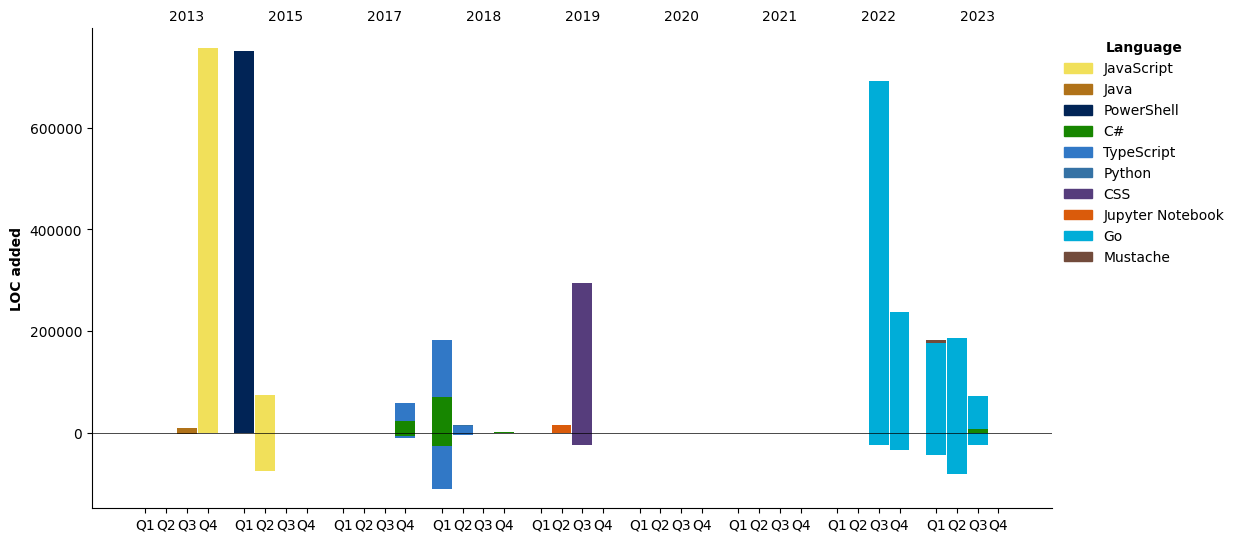 2013 2015 2017 2018 2019 2020 2021 2022 2023
Language
JavaScript
Java
PowerShell
C#
TypeScript
Python
CSS
Jupyter Notebook
Go
Mustache
LOC added
600000
400000
200000
0
Q1 Q2 Q3 Q4 Q1 Q2 Q3 Q4 Q1 Q2 Q3 Q4 Q1 Q2 Q3 Q4 Q1 Q2 Q3 Q4 Q1 Q2 Q3 Q4 Q1 Q2 Q3 Q4 Q1 Q2 Q3 Q4 Q1 Q2 Q3 Q4